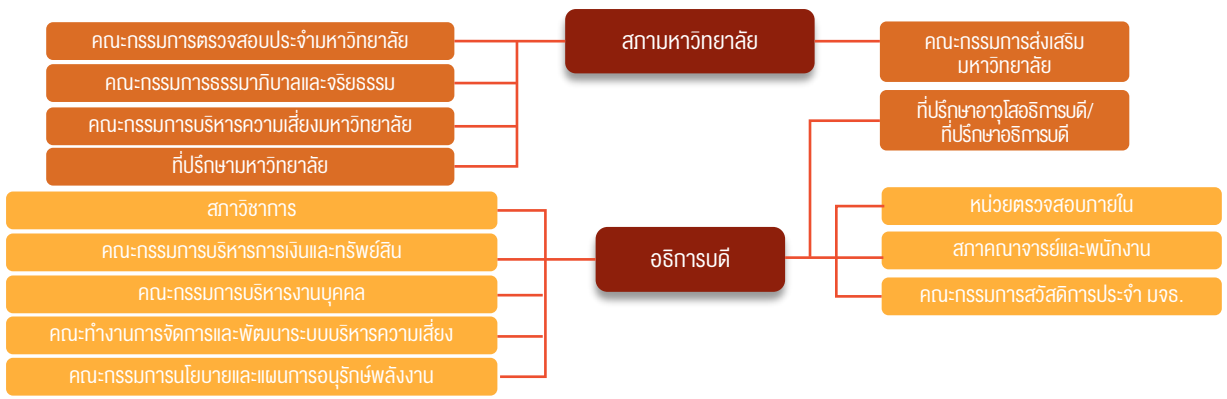 สภามหาวิทยาลัย
คณะกรรมการตรวจสอบประจำมหาวิทยาลัย
คณะกรรมการธรรมาภิบาลและจริยธรรม
คณะกรรมการบริหารความเสี่ยงมหาวิทยาลัย
ที่ปรึกษามหาวิทยาลัย
คณะกรรมการส่งเสริม
มหาวิทยาลัย
ที่ปรึกษาอาวุโสอธิการบดี/
ที่ปรึกษาอธิการบดี
อธิการบดี
สภาวิชาการ
คณะกรรมการบริหารการเงินและทรัพย์สิน
คณะกรรมการบริหารงานบุคคล
คณะทำงานการจัดการและพัฒนาระบบบริหารความเสี่ยง
คณะกรรมการนโยบายและแผนการอนุรักษ์พลังงาน
หน่วยตรวจสอบภายใน
สภาคณาจารย์และพนักงาน
คณะกรรมการสวัสดิการประจำ มจธ.